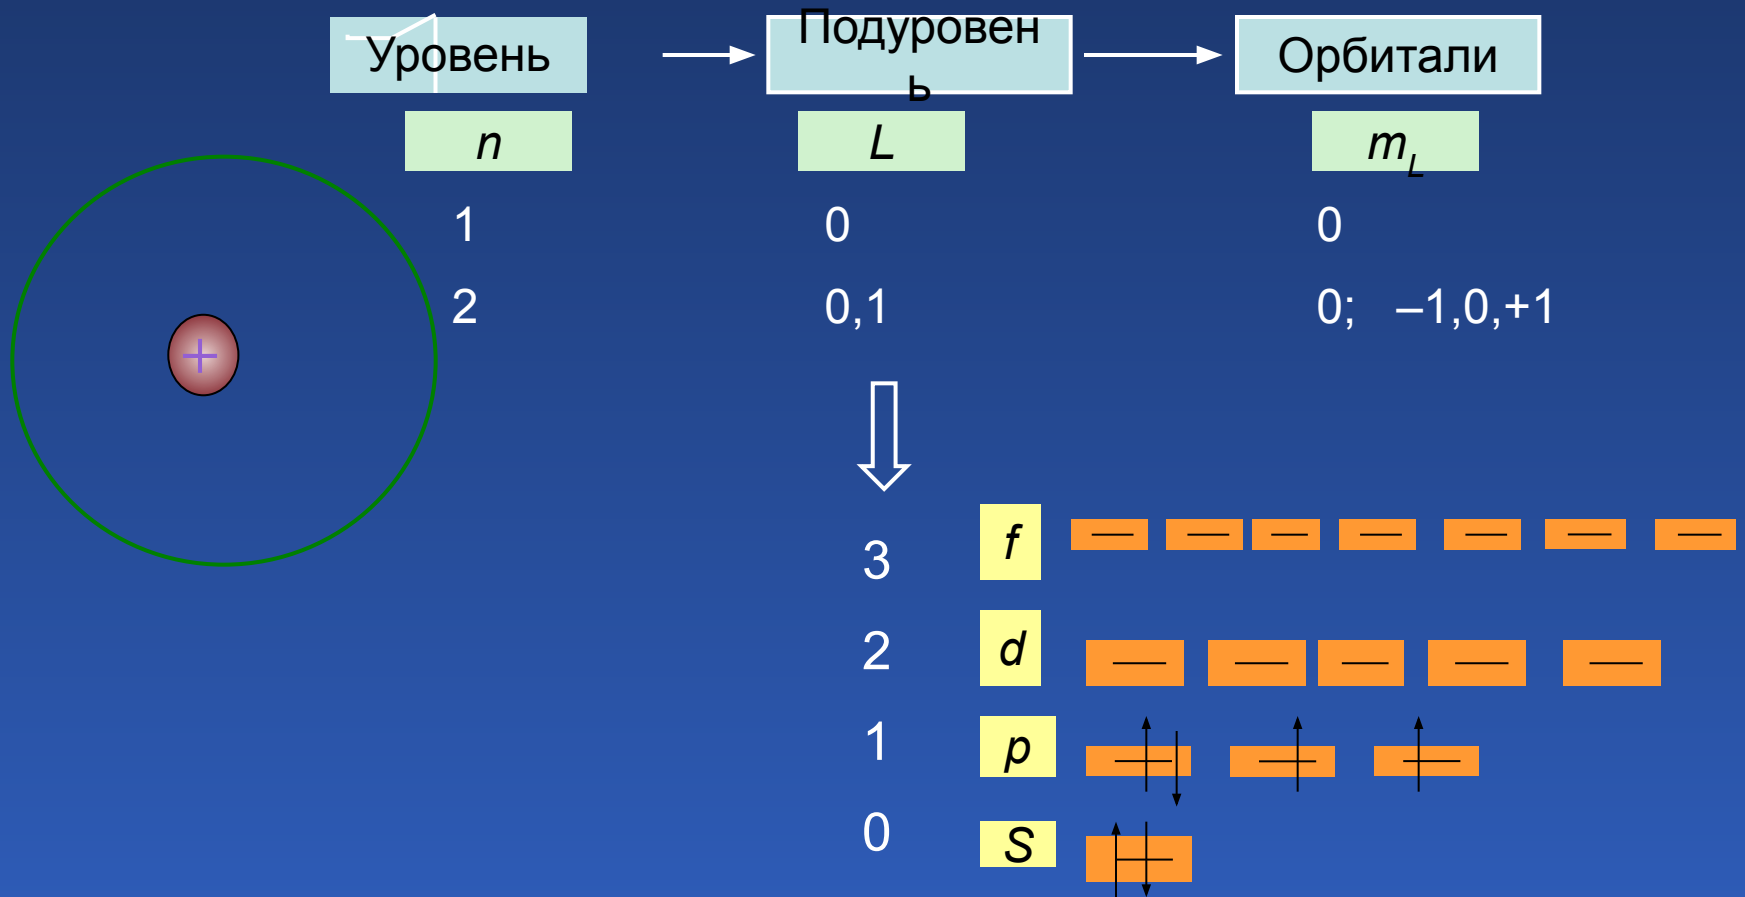 Уровень
Подуровен
ь
Орбитали
n
L
mL
1
0
0
2
0,1
0; –1,0,+1
+
3
f
2
d
1
p
0
S